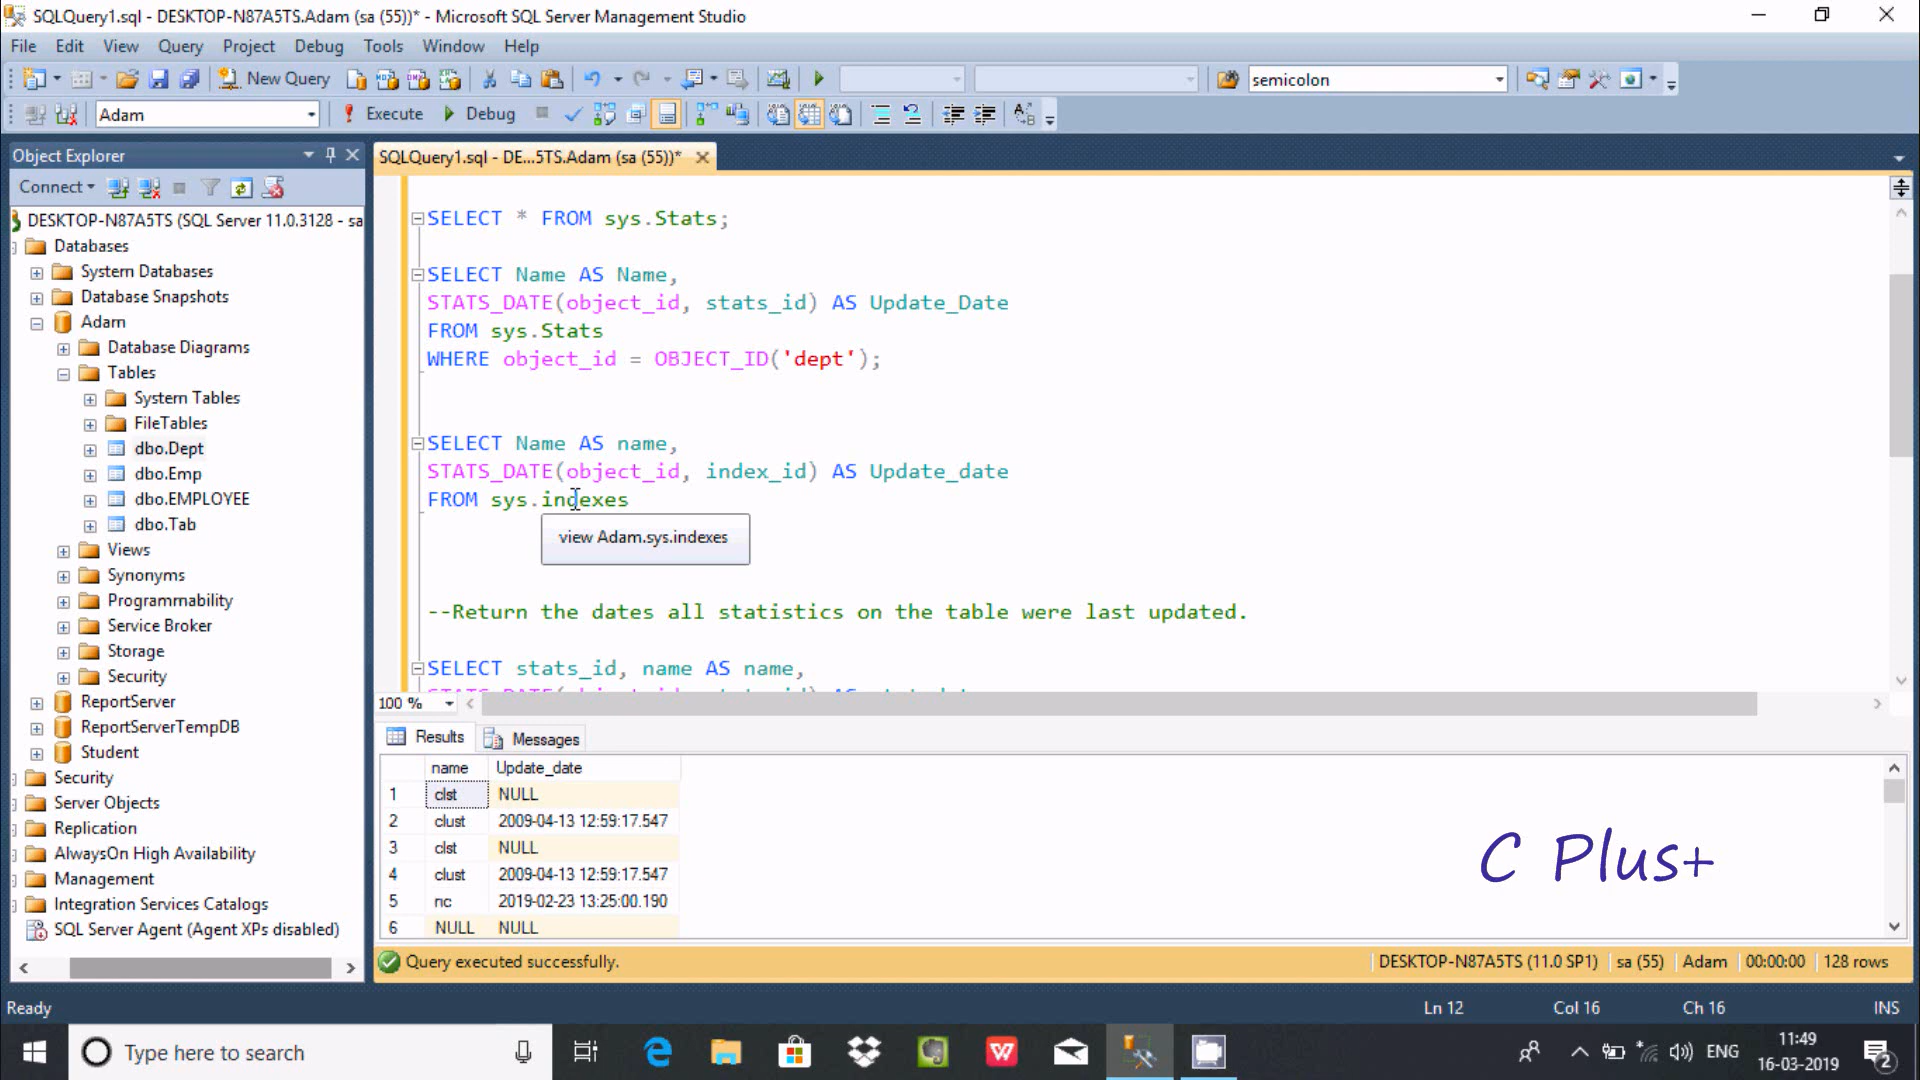 SQLQuery1.sql - DESKTOP-N87A5TS.Adam (sa (55))* - Microsoft SQL Server Management Studio
File Edit View Query Project Debug Tools Window Help
New Query semicolon
Adam Execute Debug
Object Explorer
SQLQuery1.sql - DE...5TS.Adam (sa (55))*
Connect
DESKTOP-N87A5TS (SQL Server 11.0.3128 - sa
Databases
System Databases
Database Snapshots
Adam
Database Diagrams
Tables
System Tables
FileTables
dbo.Dept
dbo.Emp
dbo.EMPLOYEE
dbo.Tab
Views
Synonyms
Programmability
Service Broker
Storage
Security
ReportServer
ReportServerTempDB
Student
Security
Server Objects
Replication
AlwaysOn High Availability
Management
Integration Services Catalogs
SQL Server Agent (Agent XPs disabled)
SELECT * FROM sys.Stats;
SELECT Name AS Name,
STATS_DATE(object_id, stats_id) AS Update_Date
FROM sys.Stats
WHERE object_id = OBJECT_ID('dept');
SELECT Name AS name,
STATS_DATE(object_id, index_id) AS Update_date
FROM sys.indexes
view Adam.sys.indexes
--Return the dates all statistics on the table were last updated.
SELECT stats_id, name AS name,
100 %
Results Messages
name Update_date
1 clst NULL
2 clust 2009-04-13 12:59:17.547
3 clst NULL
4 clust 2009-04-13 12:59:17.547
5 nc 2019-02-23 13:25:00.190
6 NULL NULL
C Plus+
Query executed successfully. DESKTOP-N87A5TS (11.0 SP1) sa (55) Adam 00:00:00 128 rows
Ready Ln 12 Col 16 Ch 16 INS
Type here to search
ENG
11:49
16-03-2019
2